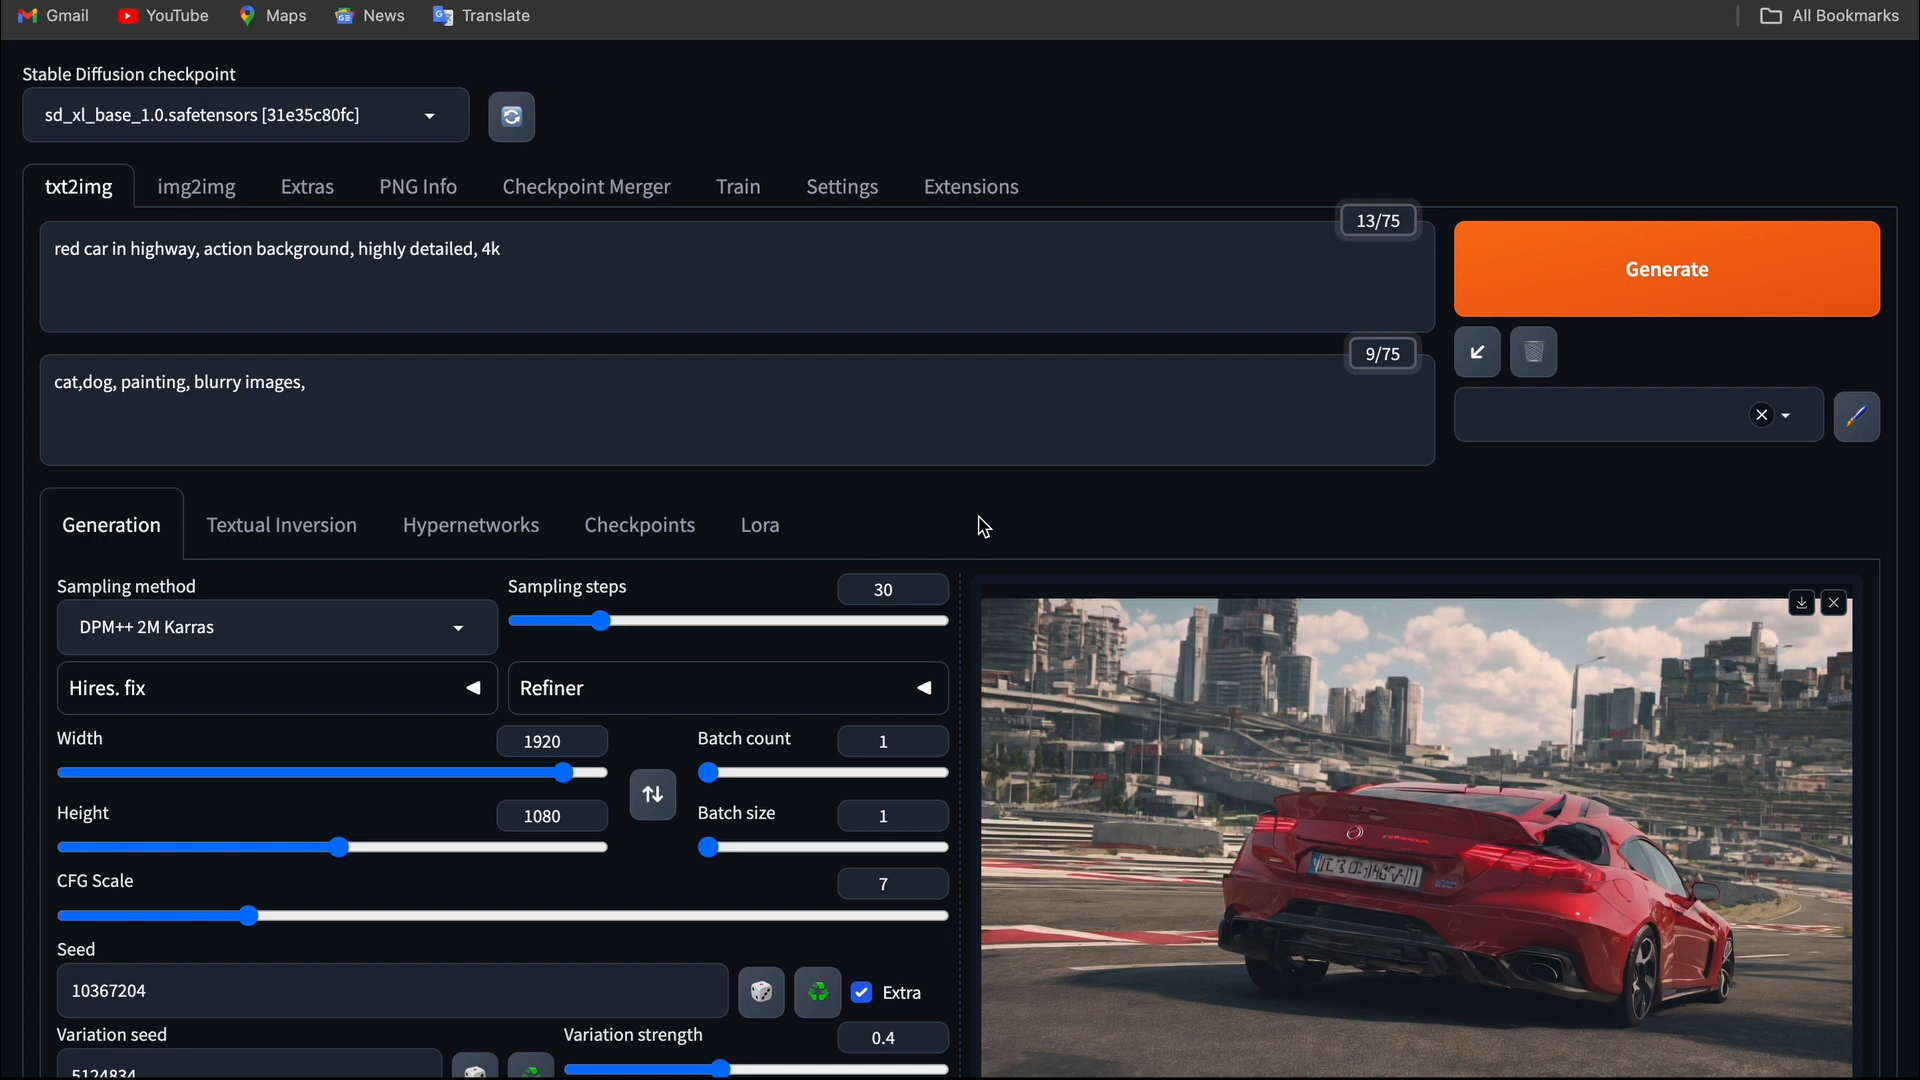 Gmail YouTube Maps News Translate All Bookmarks
Stable Diffusion checkpoint
sd_xl_base_1.0.safetensors [31e35c80fc]
txt2img img2img Extras PNG Info Checkpoint Merger Train Settings Extensions
13/75
red car in highway, action background, highly detailed, 4k
Generate
9/75
cat,dog, painting, blurry images,
Generation Textual Inversion Hypernetworks Checkpoints Lora
Sampling method Sampling steps 30
DPM++ 2M Karras
Hires. fix Refiner
Width 1920 Batch count 1
Height 1080 Batch size 1
CFG Scale 7
Seed
10367204 Extra
Variation seed Variation strength 0.4
5124834